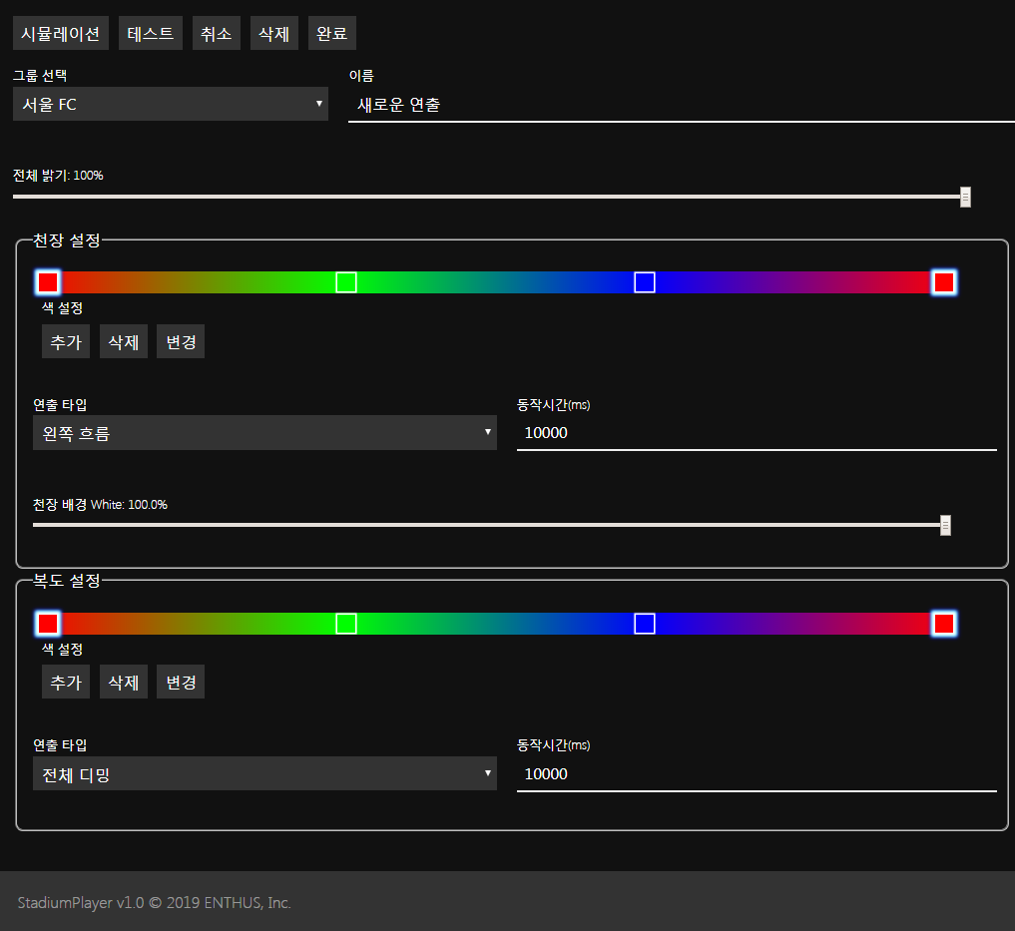 시뮬레이션 테스트 취소 삭제 완료
그룹 선택 이름
서울 FC 새로운 연출
전체 밝기: 100%
천장 설정
색 설정
추가 삭제 변경
연출 타입 동작시간(ms)
왼쪽 흐름 10000
천장 배경 White: 100.0%
복도 설정
색 설정
추가 삭제 변경
연출 타입 동작시간(ms)
전체 디밍 10000
StadiumPlayer v1.0 © 2019 ENTHUS, Inc.